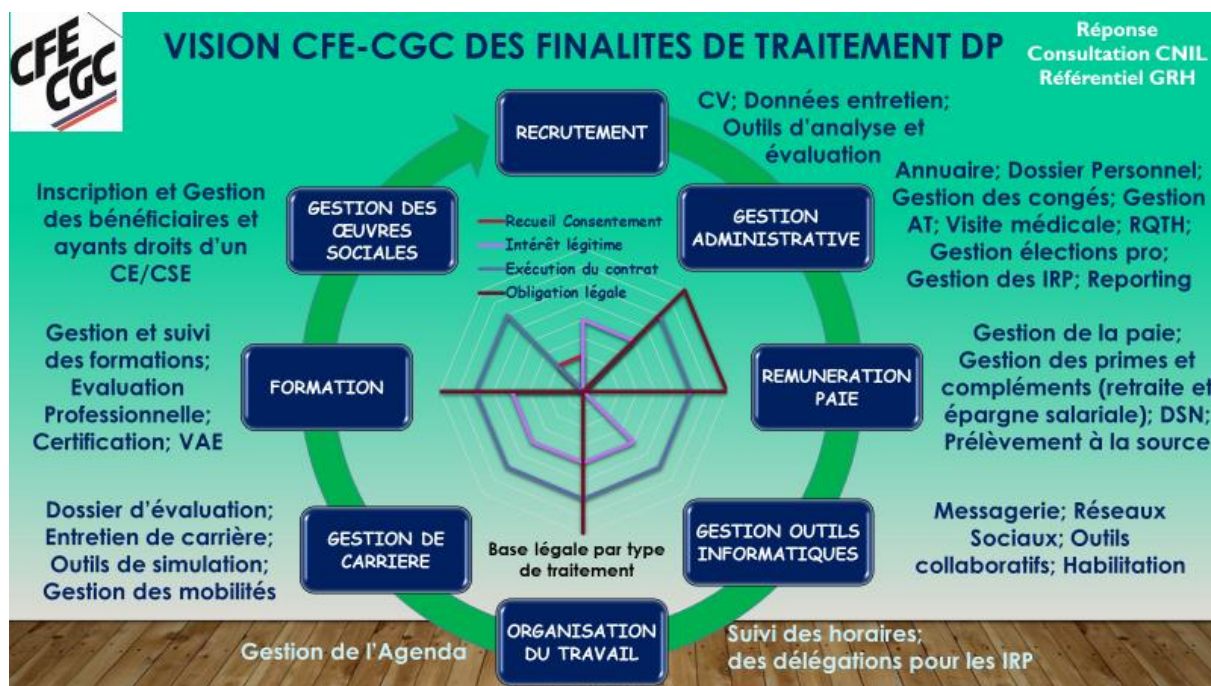 CFE
CGC
VISION CFE-CGC DES FINALITES DE TRAITEMENT DP
Réponse
Consultation CNIL
Référentiel GRH
RECRUTEMENT
CV; Données entretien;
Outils d'analyse et
évaluation
GESTION
ADMINISTRATIVE
Annuaire; Dossier Personnel;
Gestion des congés; Gestion
AT; Visite médicale; RQTH;
Gestion élections pro;
Gestion des IRP; Reporting
REMUNERATION
PAIE
Gestion de la paie;
Gestion des primes et
compléments (retraite et
épargne salariale); DSN;
Prélèvement à la source
GESTION OUTILS
INFORMATIQUES
Messagerie; Réseaux
Sociaux; Outils
collaboratifs; Habilitation
ORGANISATION
DU TRAVAIL
Suivi des horaires;
des délégations pour les IRP
Gestion de l'Agenda
GESTION DE
CARRIERE
Dossier d'évaluation;
Entretien de carrière;
Outils de simulation;
Gestion des mobilités
FORMATION
Gestion et suivi
des formations;
Evaluation
Professionnelle;
Certification; VAE
GESTION DES
ŒUVRES
SOCIALES
Inscription et Gestion
des bénéficiaires et
ayants droits d'un
CE/CSE
Recueil Consentement
Intérêt légitime
Exécution du contrat
Obligation légale
Base légale par type
de traitement